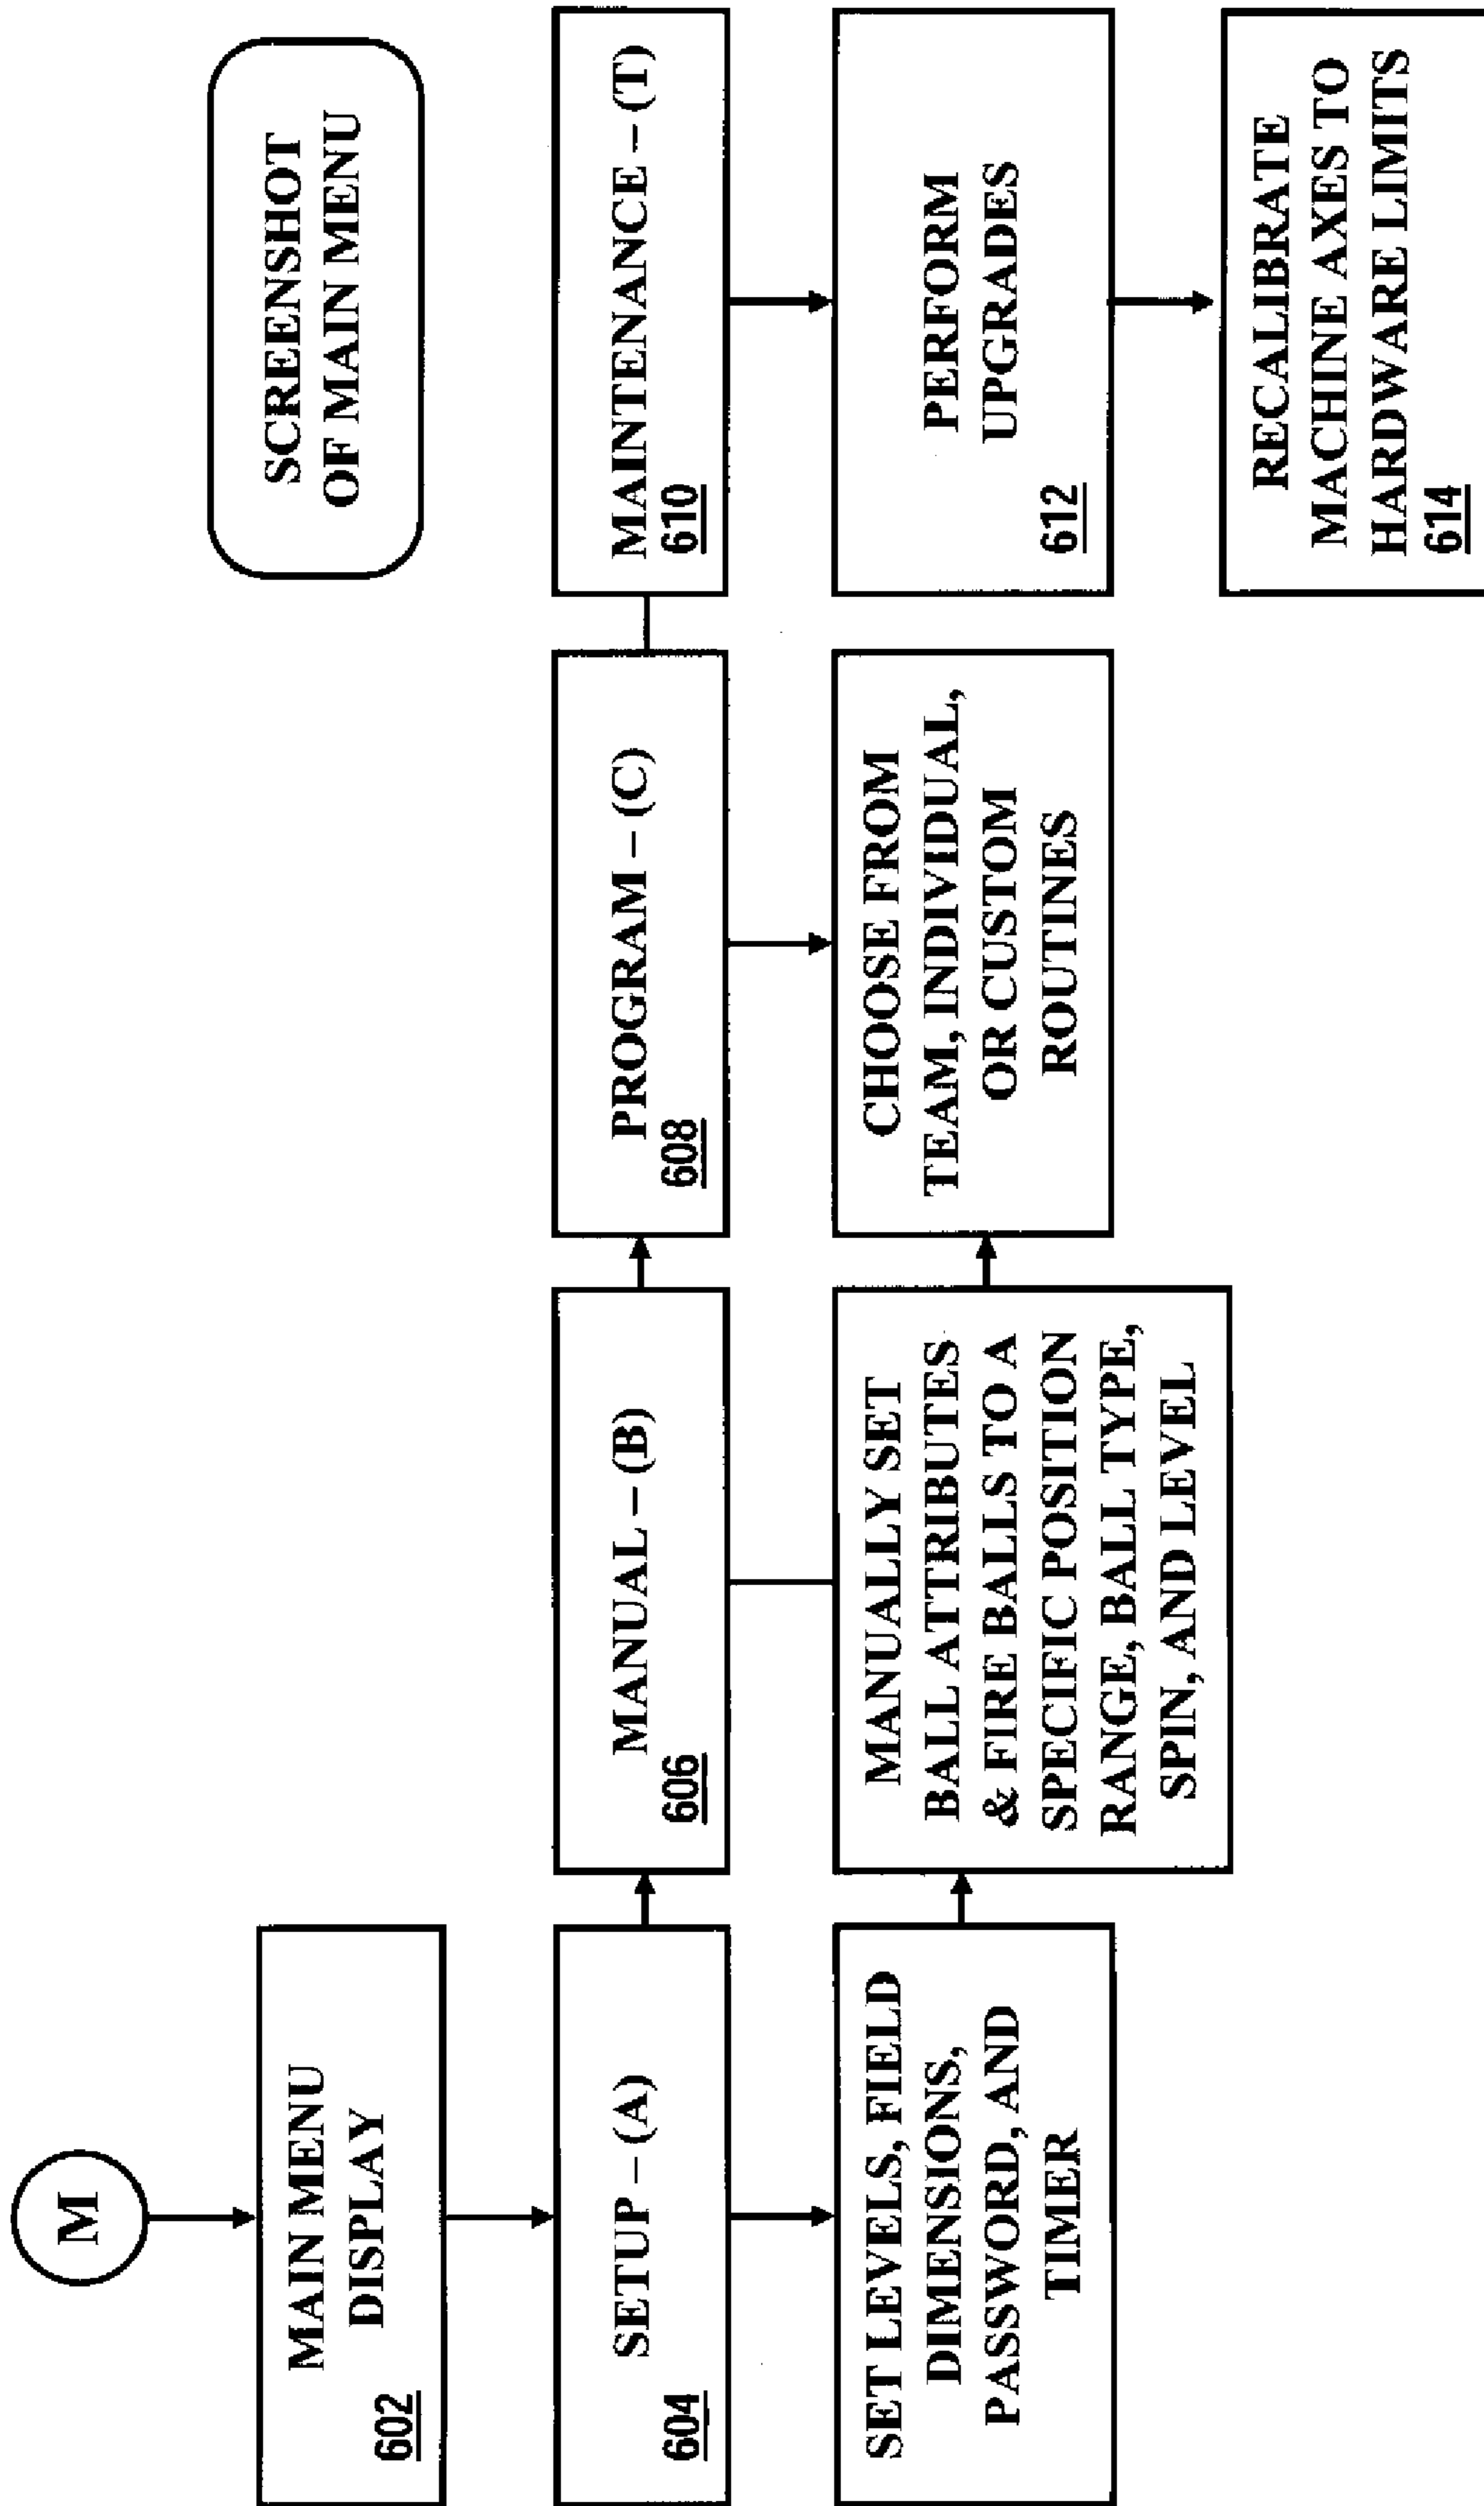 SCREENSHOT
OF MAIN MENU
M
MAIN MENU
DISPLAY
602
SETUP – (A)
604
MANUAL – (B)
606
PROGRAM – (C)
608
MAINTENANCE – (T)
610
SET LEVELS, FIELD
DIMENSIONS,
PASSWORD, AND
TIMER
MANUALLY SET
BALL ATTRIBUTES
& FIRE BALLS TO A
SPECIFIC POSITION
RANGE, BALL TYPE,
SPIN, AND LEVEL
CHOOSE FROM
TEAM, INDIVIDUAL,
OR CUSTOM
ROUTINES
PERFORM
UPGRADES
612
RECALIBRATE
MACHINE AXES TO
HARDWARE LIMITS
614